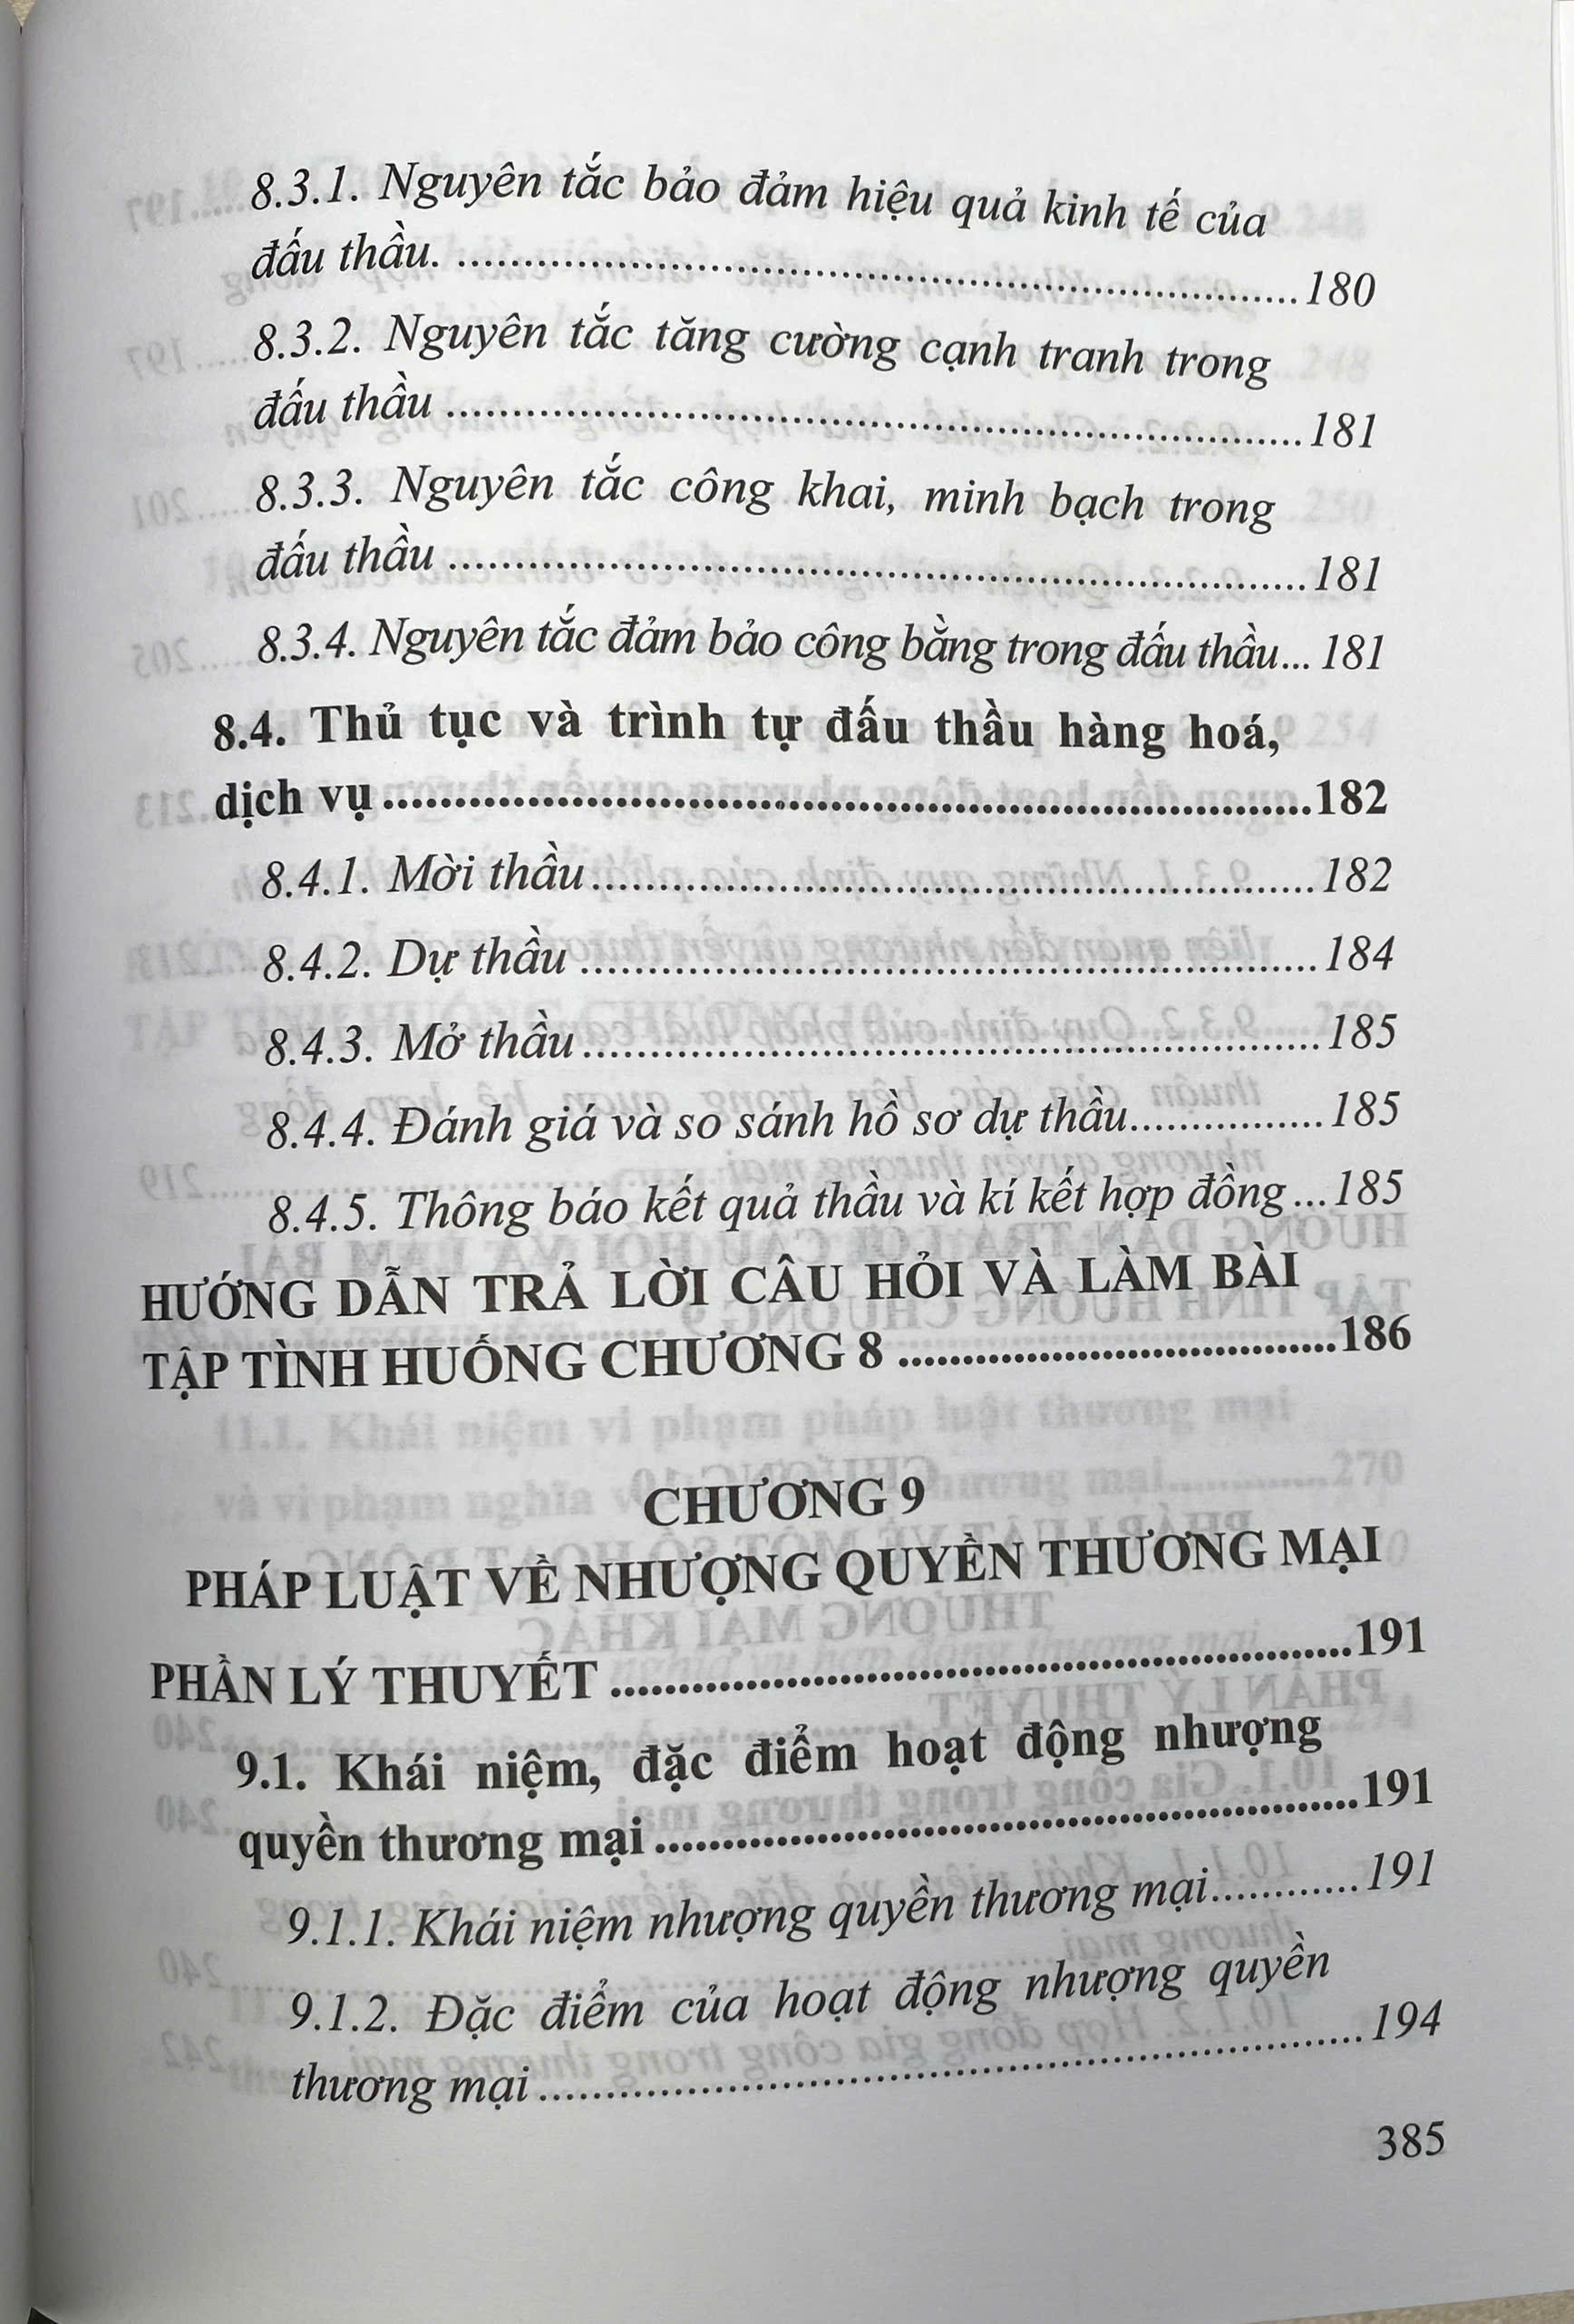 8.3.1. Nguyên tắc bảo đảm hiệu quả kinh tế của
đấu thầu. ........................................................................180
8.3.2. Nguyên tắc tăng cường cạnh tranh trong
đấu thầu .........................................................................181
8.3.3. Nguyên tắc công khai, minh bạch trong
đấu thầu .........................................................................181
8.3.4. Nguyên tắc đảm bảo công bằng trong đấu thầu... 181
8.4. Thủ tục và trình tự đấu thầu hàng hoá,
dịch vụ.........................................................................182
8.4.1. Mời thầu..............................................................182
8.4.2. Dự thầu ...............................................................184
8.4.3. Mở thầu...............................................................185
8.4.4. Đánh giá và so sánh hồ sơ dự thầu................185
8.4.5. Thông báo kết quả thầu và kí kết hợp đồng...185
HƯỚNG DẪN TRẢ LỜI CÂU HỎI VÀ LÀM BÀI
TẬP TÌNH HUỐNG CHƯƠNG 8 ..................................186
CHƯƠNG 9
PHÁP LUẬT VỀ NHƯỢNG QUYỀN THƯƠNG MẠI
PHẦN LÝ THUYẾT .........................................................191
9.1. Khái niệm, đặc điểm hoạt động nhượng
quyền thương mại........................................................191
9.1.1. Khái niệm nhượng quyền thương mại............191
9.1.2. Đặc điểm của hoạt động nhượng quyền
thương mại......................................................................194
385